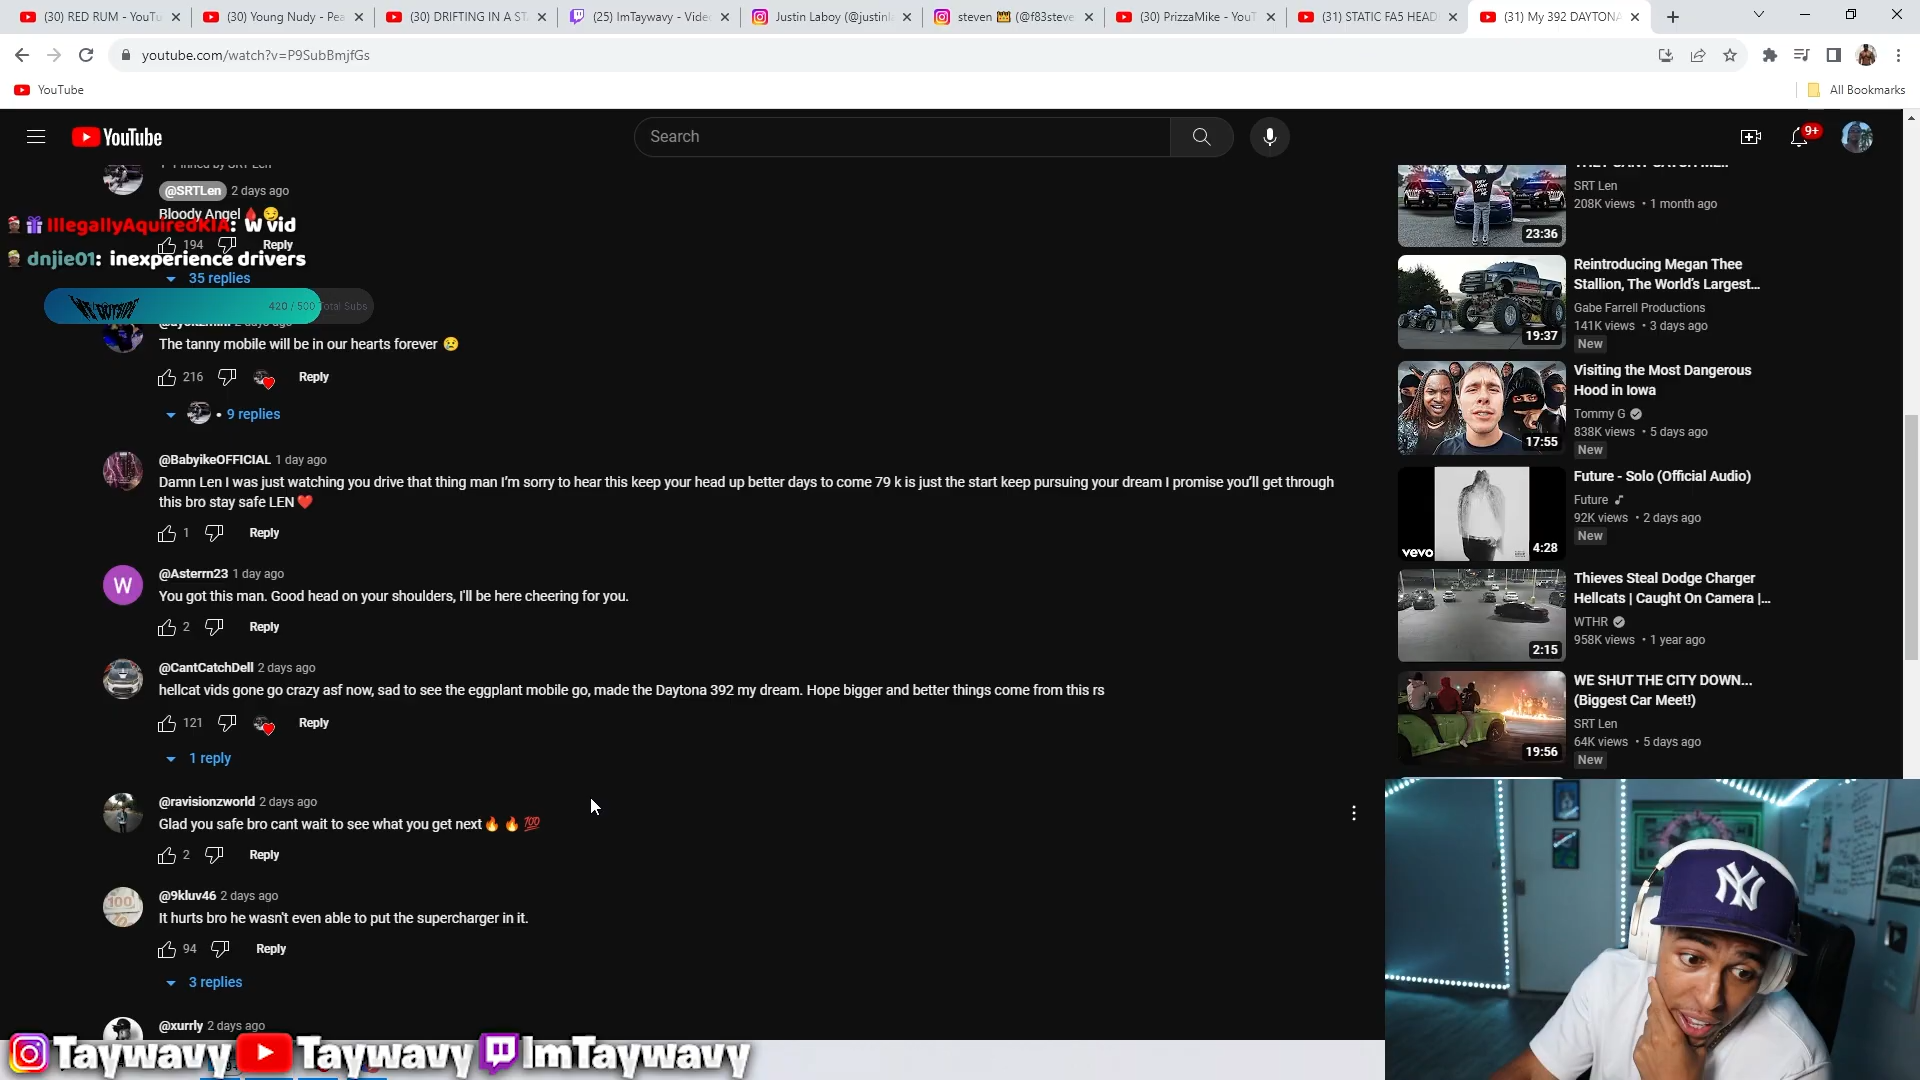 (30) RED RUM - YouTu
(30) Young Nudy - Pea
(30) DRIFTING IN A ST
(25) ImTaywavy - Video
Justin Laboy (@justinla
steven 👑 (@f83steve
(30) PrizzaMike - YouT
(31) STATIC FA5 HEAD
(31) My 392 DAYTONA
youtube.com/watch?v=P9SubBmjfGs
YouTube
All Bookmarks
YouTube
Search
9+
@SRTLen 2 days ago
Bloody Angel🩸😏
194 Reply
35 replies
IllegallyAquiredKIA: W vid
dnjie01: inexperience drivers
420 / 500 Total Subs
2 days ago
The tanny mobile will be in our hearts forever 😢
216 Reply
• 9 replies
@BabyikeOFFICIAL 1 day ago
Damn Len I was just watching you drive that thing man I'm sorry to hear this keep your head up better days to come 79 k is just the start keep pursuing your dream I promise you'll get through
this bro stay safe LEN❤️
1 Reply
W
@Asterrn23 1 day ago
You got this man. Good head on your shoulders, I'll be here cheering for you.
2 Reply
@CantCatchDell 2 days ago
hellcat vids gone go crazy asf now, sad to see the eggplant mobile go, made the Daytona 392 my dream. Hope bigger and better things come from this rs
121 Reply
1 reply
@ravisionzworld 2 days ago
Glad you safe bro cant wait to see what you get next🔥 🔥 💯
2 Reply
@9kluv46 2 days ago
It hurts bro he wasn't even able to put the supercharger in it.
94 Reply
3 replies
@xurrly 2 days ago
SRT Len
208K views • 1 month ago
23:36
Reintroducing Megan Thee
Stallion, The World's Largest...
Gabe Farrell Productions
141K views • 3 days ago
New
19:37
Visiting the Most Dangerous
Hood in Iowa
Tommy G
838K views • 5 days ago
New
17:55
Future - Solo (Official Audio)
Future
92K views • 2 days ago
New
vevo
4:28
Thieves Steal Dodge Charger
Hellcats | Caught On Camera |...
WTHR
958K views • 1 year ago
2:15
WE SHUT THE CITY DOWN...
(Biggest Car Meet!)
SRT Len
64K views • 5 days ago
New
19:56
NY
Taywavy Taywavy ImTaywavy